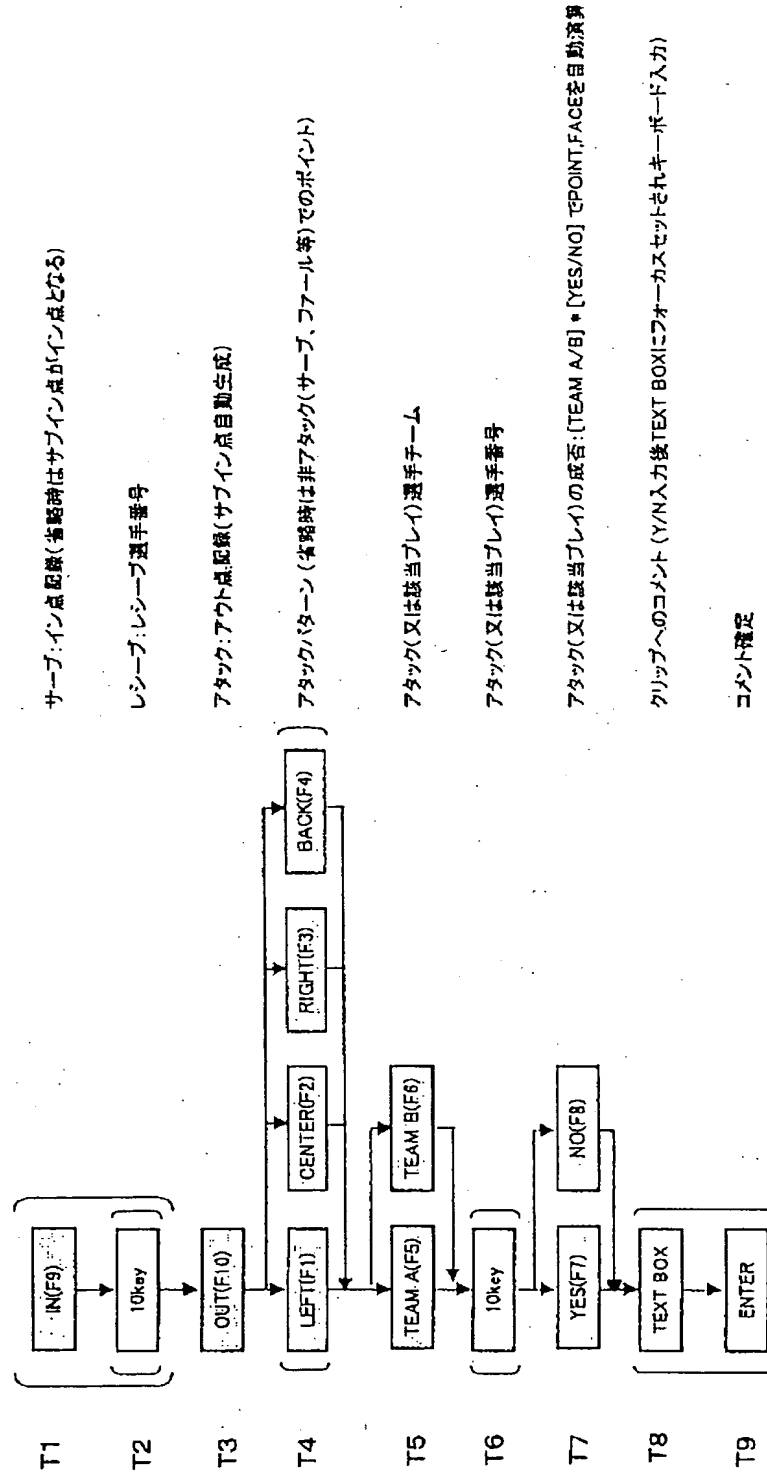 T1
IN(F9)
サーブ:イン点記録(省略時はサブイン点がイン点となる)
T2
10key
レシーブ:レシーブ選手番号
T3
OUT(F10)
アタック:アウト点記録(サブイン点自動生成)
T4
LEFT(F1)
CENTER(F2)
RIGHT(F3)
BACK(F4)
アタックパターン(省略時は非アタック(サーブ、ファール等)でのポイント)
T5
TEAM A(F5)
TEAM B(F6)
アタック(又は該当プレイ)選手チーム
T6
10key
アタック(又は該当プレイ)選手番号
T7
YES(F7)
NO(F8)
アタック(又は該当プレイ)の成否:[TEAM A/B]*[YES/NO]でPOINT,FACEを自動演算
T8
TEXT BOX
クリップへのコメント(Y/N入力後TEXT BOXにフォーカスセットされキーボード入力)
T9
ENTER
コメント確定